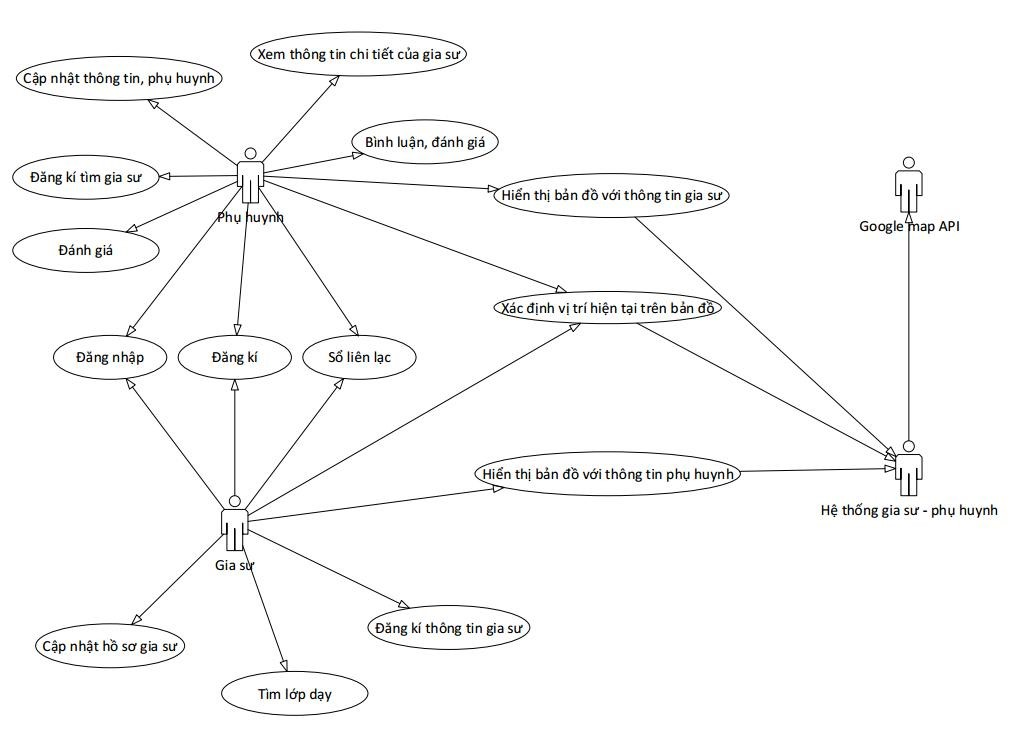 Xem thông tin chi tiết của gia sư
Cập nhật thông tin, phụ huynh
Bình luận, đánh giá
Đăng kí tìm gia sư
Hiển thị bản đồ với thông tin gia sư
Phụ huynh
Google map API
Đánh giá
Xác định vị trí hiện tại trên bản đồ
Đăng nhập
Đăng kí
Sổ liên lạc
Hiển thị bản đồ với thông tin phụ huynh
Hệ thống gia sư - phụ huynh
Gia sư
Đăng kí thông tin gia sư
Cập nhật hồ sơ gia sư
Tìm lớp dạy